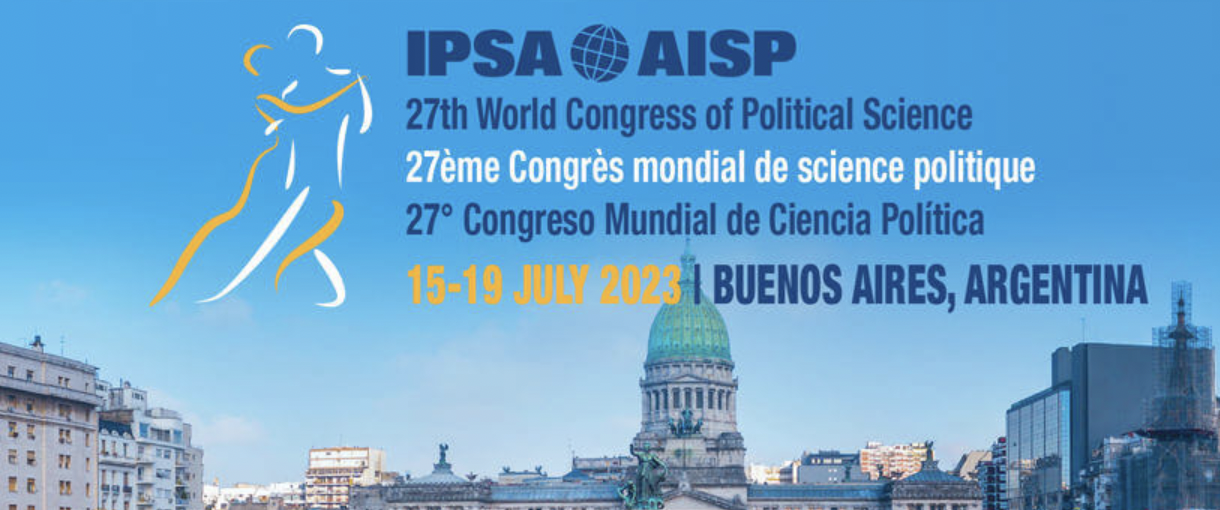 IPSA AISP
27th World Congress of Political Science
27ème Congrès mondial de science politique
27° Congreso Mundial de Ciencia Política
15-19 JULY 2023 | BUENOS AIRES, ARGENTINA